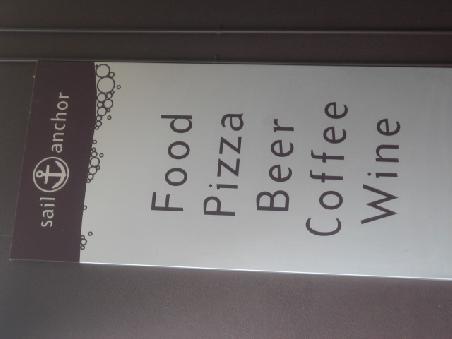 sail anchor
Food
Pizza
Beer
Coffee
Wine